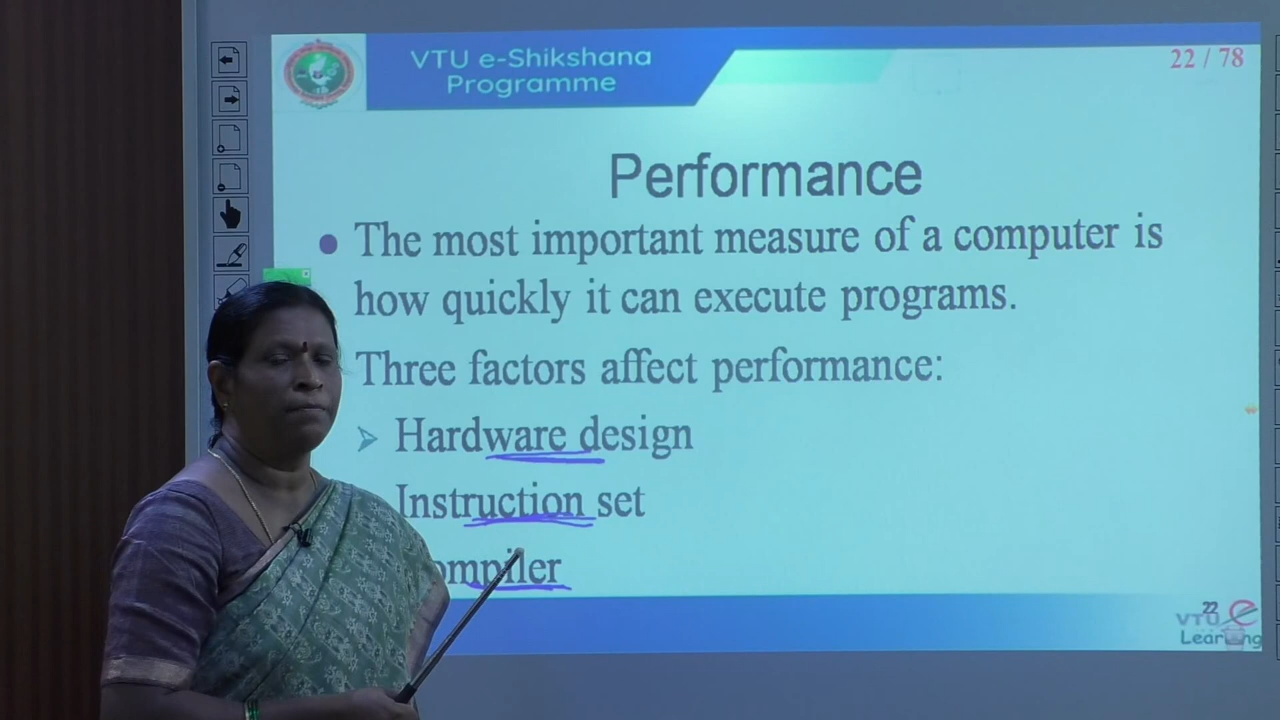 VTU e-Shikshana
Programme
22 / 78
Performance
The most important measure of a computer is
how quickly it can execute programs.
Three factors affect performance:
Hardware design
Instruction set
ompiler
22
VTU e
Learning